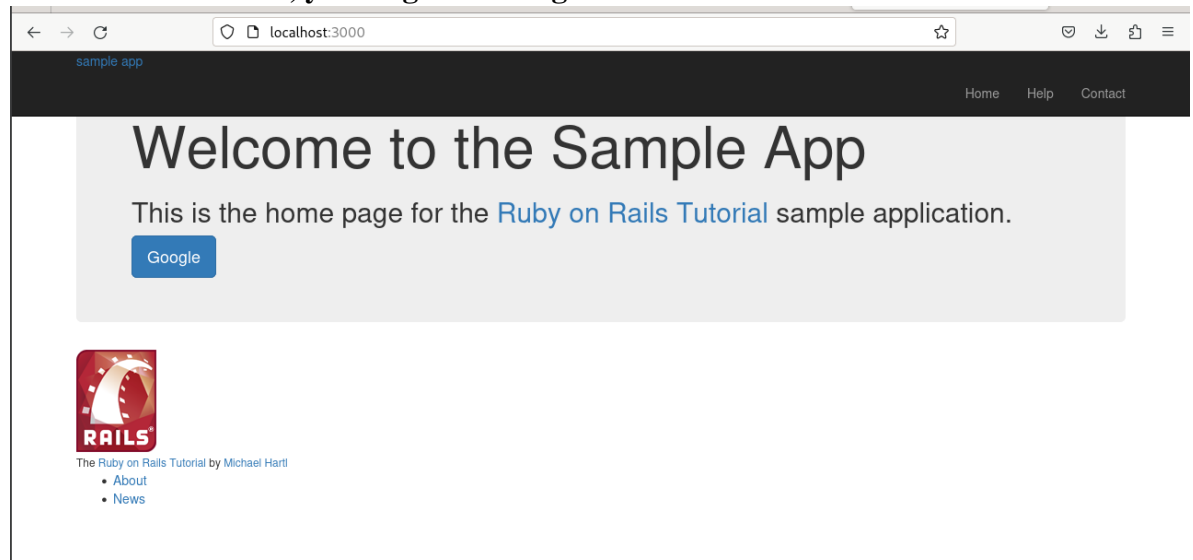 localhost:3000
sample app
Home Help Contact
Welcome to the Sample App
This is the home page for the Ruby on Rails Tutorial sample application.
Google
RAILS®
The Ruby on Rails Tutorial by Michael Hartl
• About
• News